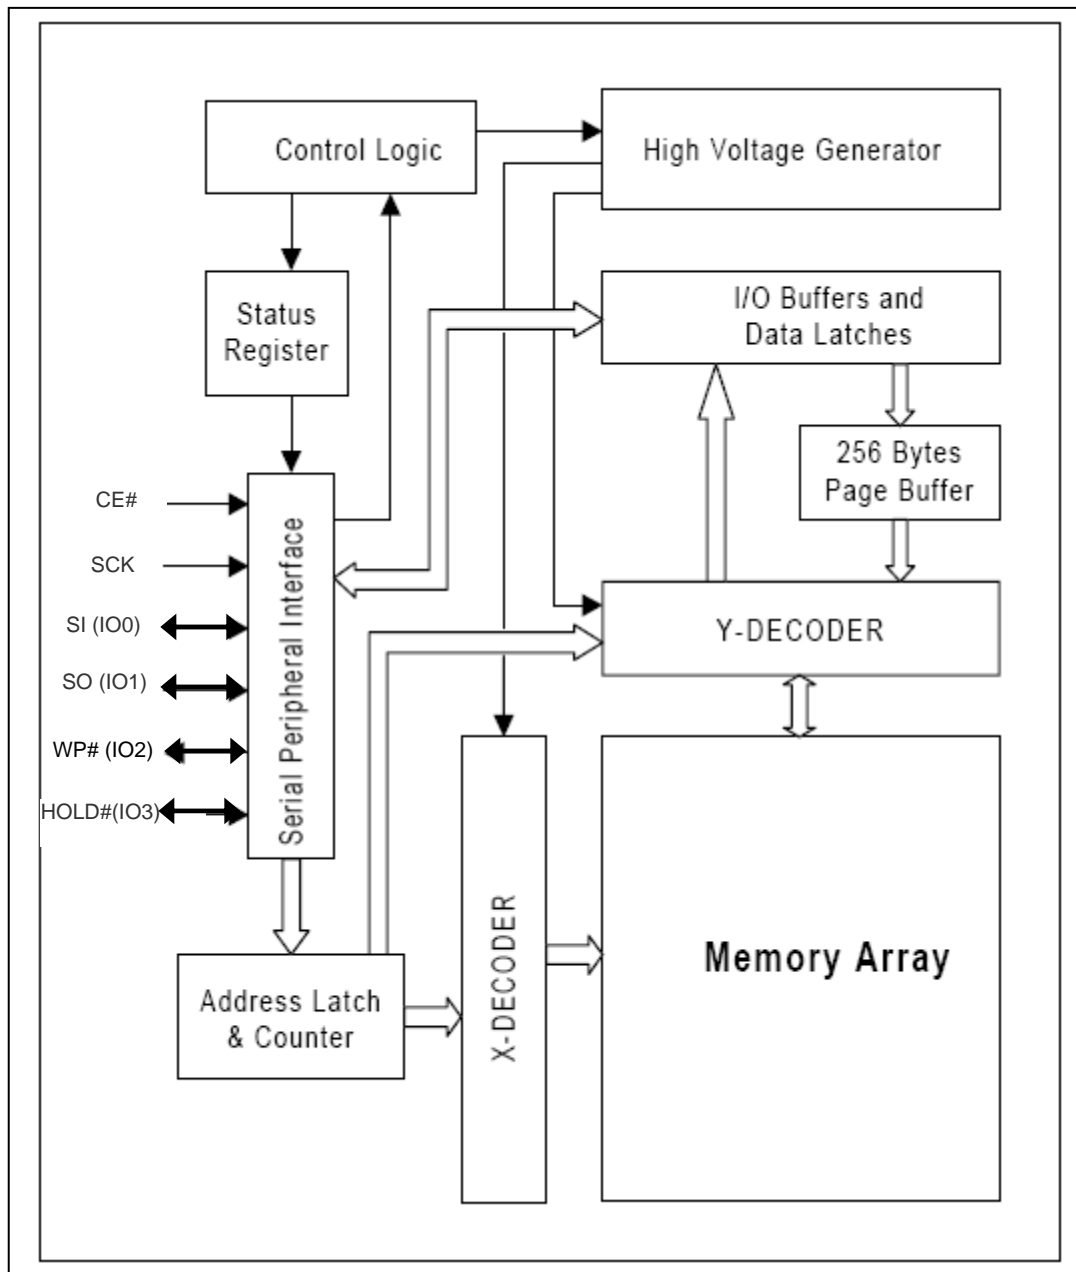 Control Logic
High Voltage Generator
Status
Register
I/O Buffers and
Data Latches
256 Bytes
Page Buffer
CE#
SCK
SI (IO0)
SO (IO1)
WP# (IO2)
HOLD#(IO3)
Serial Peripheral Interface
Y-DECODER
X-DECODER
Memory Array
Address Latch
& Counter